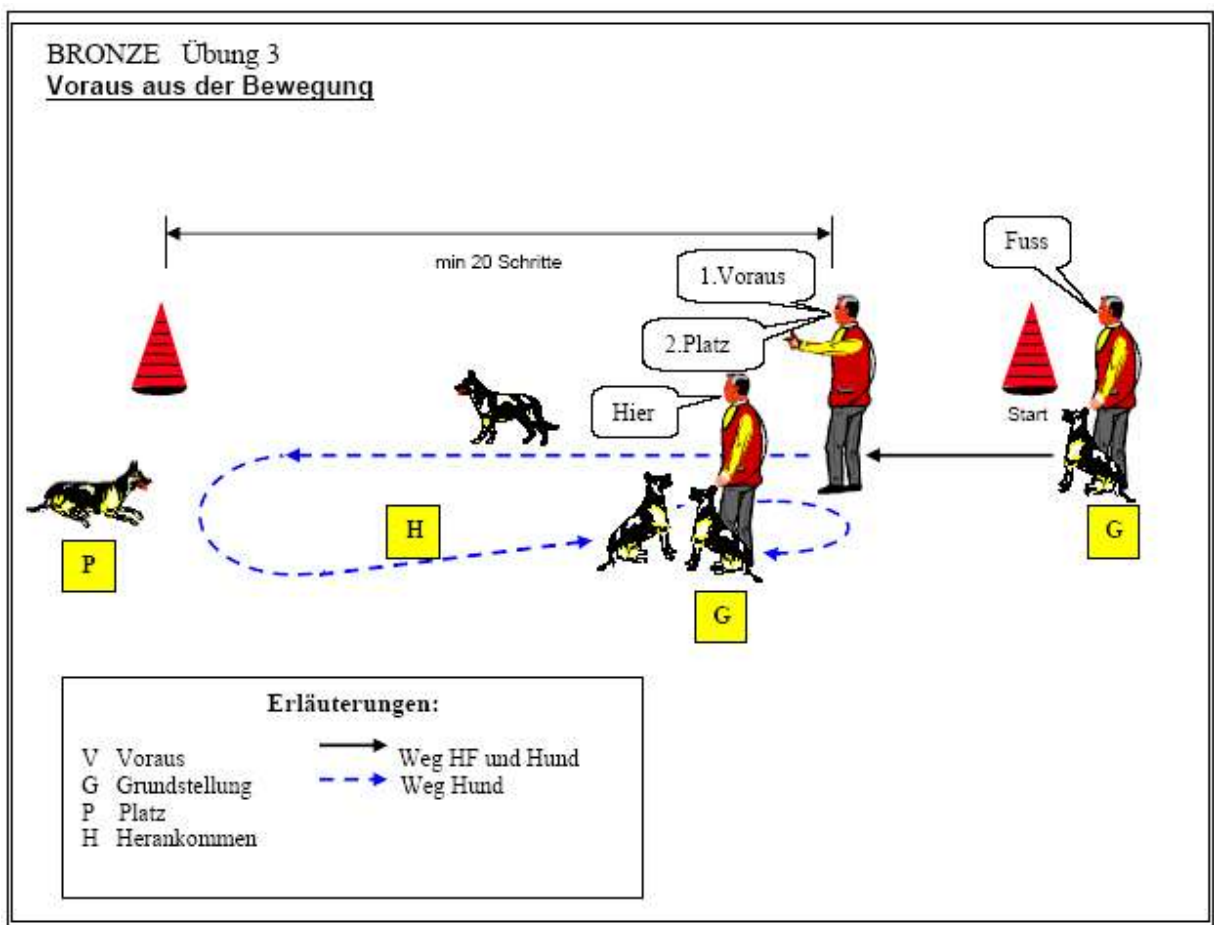 BRONZE Übung 3
Voraus aus der Bewegung
min 20 Schritte
Fuss
1.Voraus
2.Platz
Hier
Start
P
H
G
G
Erläuterungen:
V Voraus
G Grundstellung
P Platz
H Herankommen
Weg HF und Hund
Weg Hund